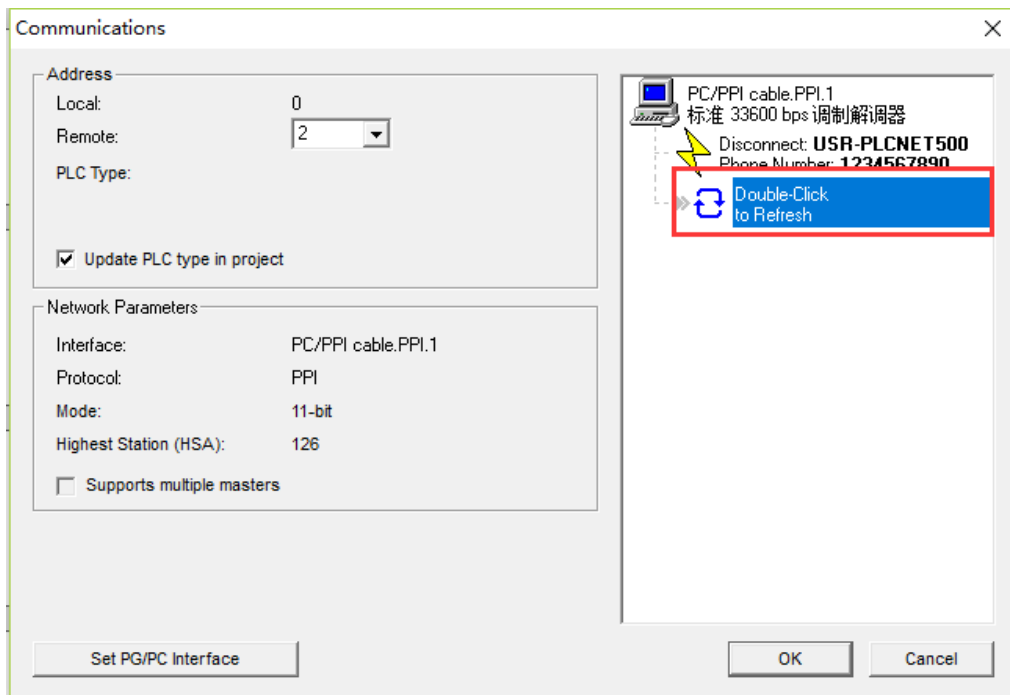 Communications
Address
Local: 0
Remote: 2
PLC Type:
Update PLC type in project
Network Parameters
Interface: PC/PPI cable.PPI.1
Protocol: PPI
Mode: 11-bit
Highest Station (HSA): 126
Supports multiple masters
Set PG/PC Interface
PC/PPI cable.PPI.1
标准 33600 bps 调制解调器
Disconnect: USR-PLCNET500
Phone Number: 1234567890
Double-Click
to Refresh
OK
Cancel